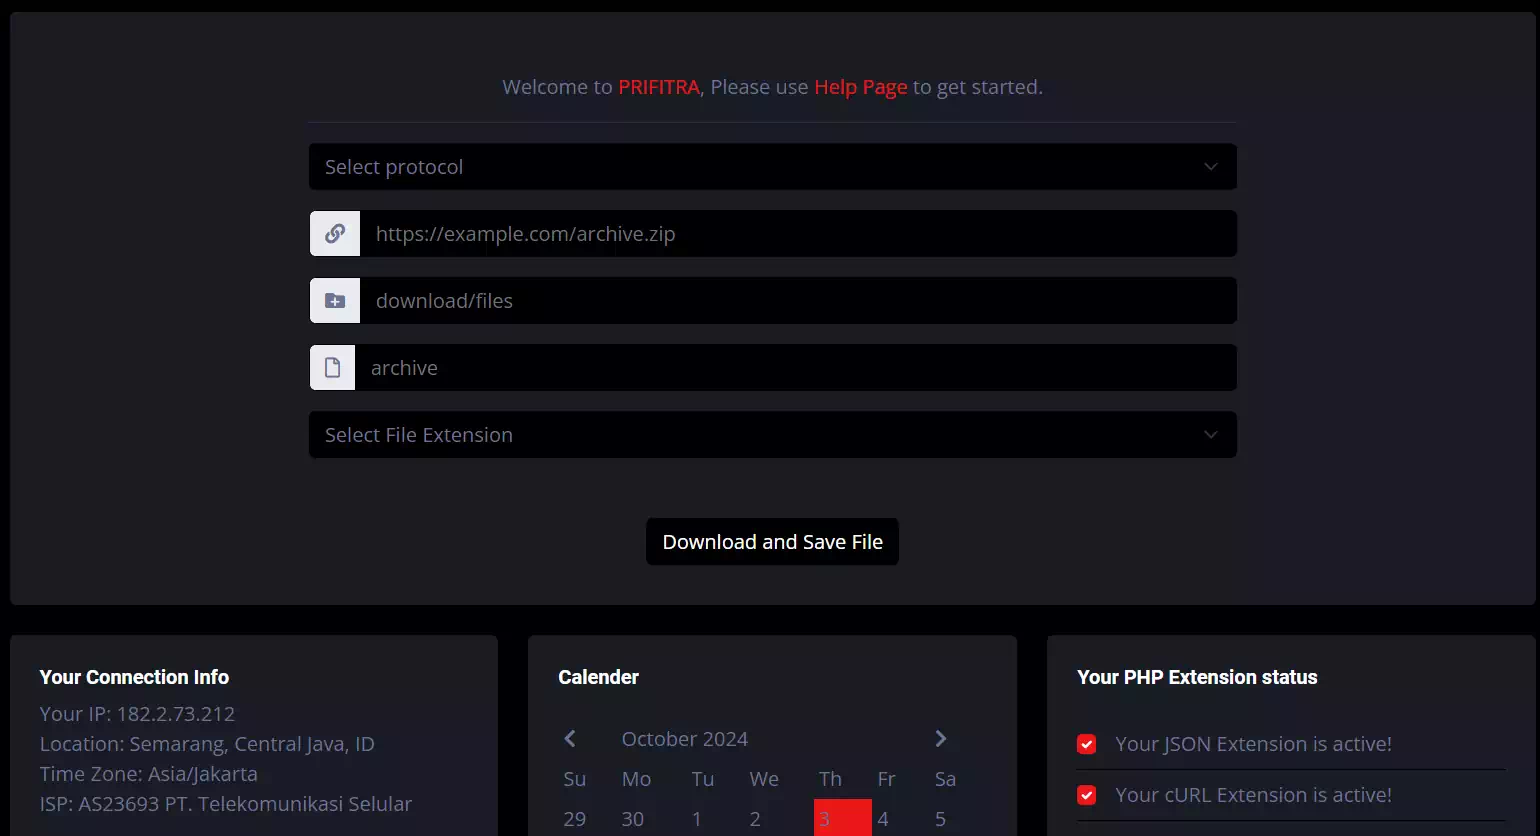 Welcome to PRIFITRA, Please use Help Page to get started.
Select protocol
https://example.com/archive.zip
download/files
archive
Select File Extension
Download and Save File
Your Connection Info
Your IP: 182.2.73.212
Location: Semarang, Central Java, ID
Time Zone: Asia/Jakarta
ISP: AS23693 PT. Telekomunikasi Selular
Calender
October 2024
Su Mo Tu We Th Fr Sa
29 30 1 2 3 4 5
Your PHP Extension status
Your JSON Extension is active!
Your cURL Extension is active!